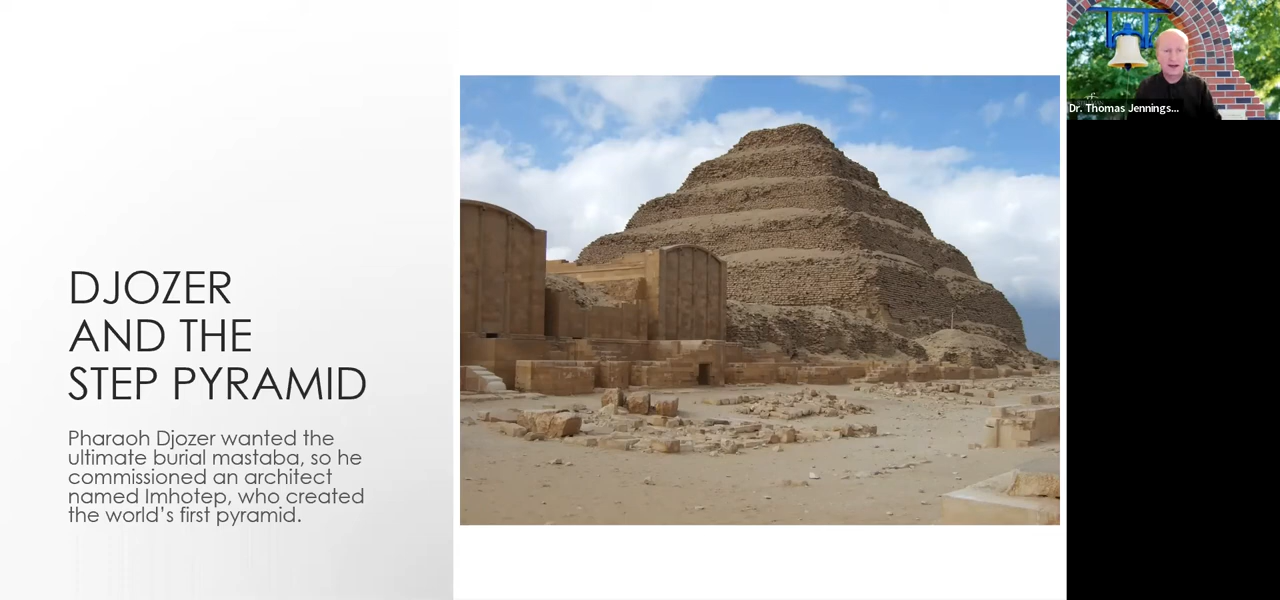 DJOZER
AND THE
STEP PYRAMID
Pharaoh Djozer wanted the
ultimate burial mastaba, so he
commissioned an architect
named Imhotep, who created
the world’s first pyramid.
Dr. Thomas Jennings...